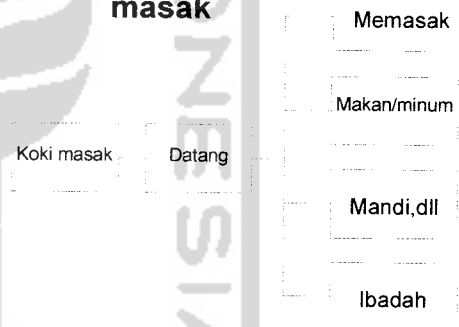 masak
Memasak
Makan/minum
Koki masak
Datang
Mandi,dll
Ibadah